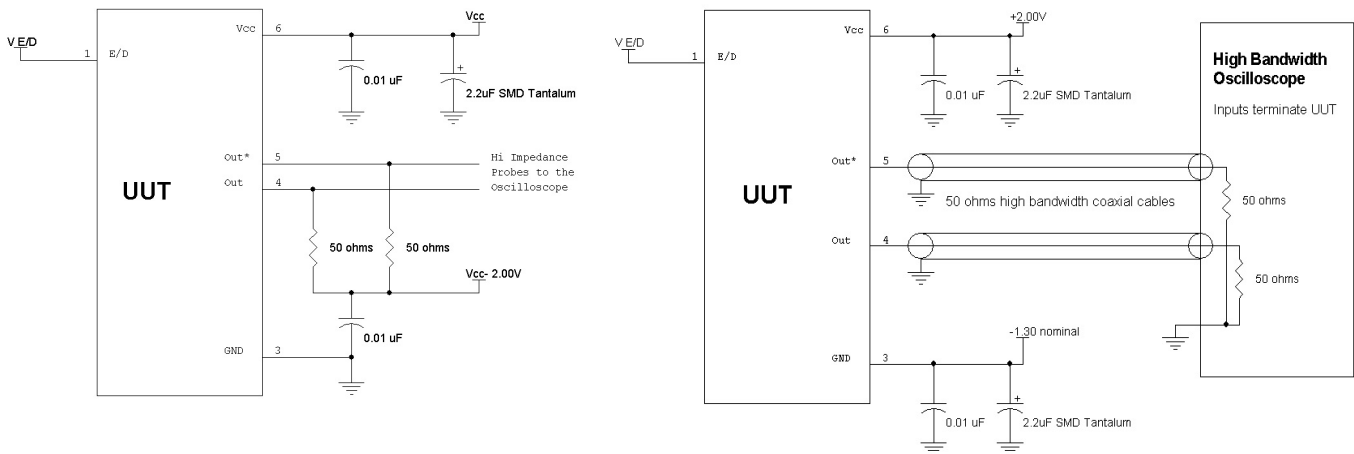 Vcc
V E/D
Vcc
6
1
E/D
0.01 uF
2.2uF SMD Tantalum
+
Out*
5
Out
4
Hi Impedance
Probes to the
Oscilloscope
UUT
50 ohms
50 ohms
Vcc- 2.00V
0.01 uF
GND
3
+2.00V
V E/D
Vcc
6
1
E/D
+
0.01 uF
2.2uF SMD Tantalum
High Bandwidth
Oscilloscope
Inputs terminate UUT
Out*
5
UUT
50 ohms high bandwidth coaxial cables
50 ohms
Out
4
50 ohms
-1.30 nominal
GND
3
+
0.01 uF
2.2uF SMD Tantalum